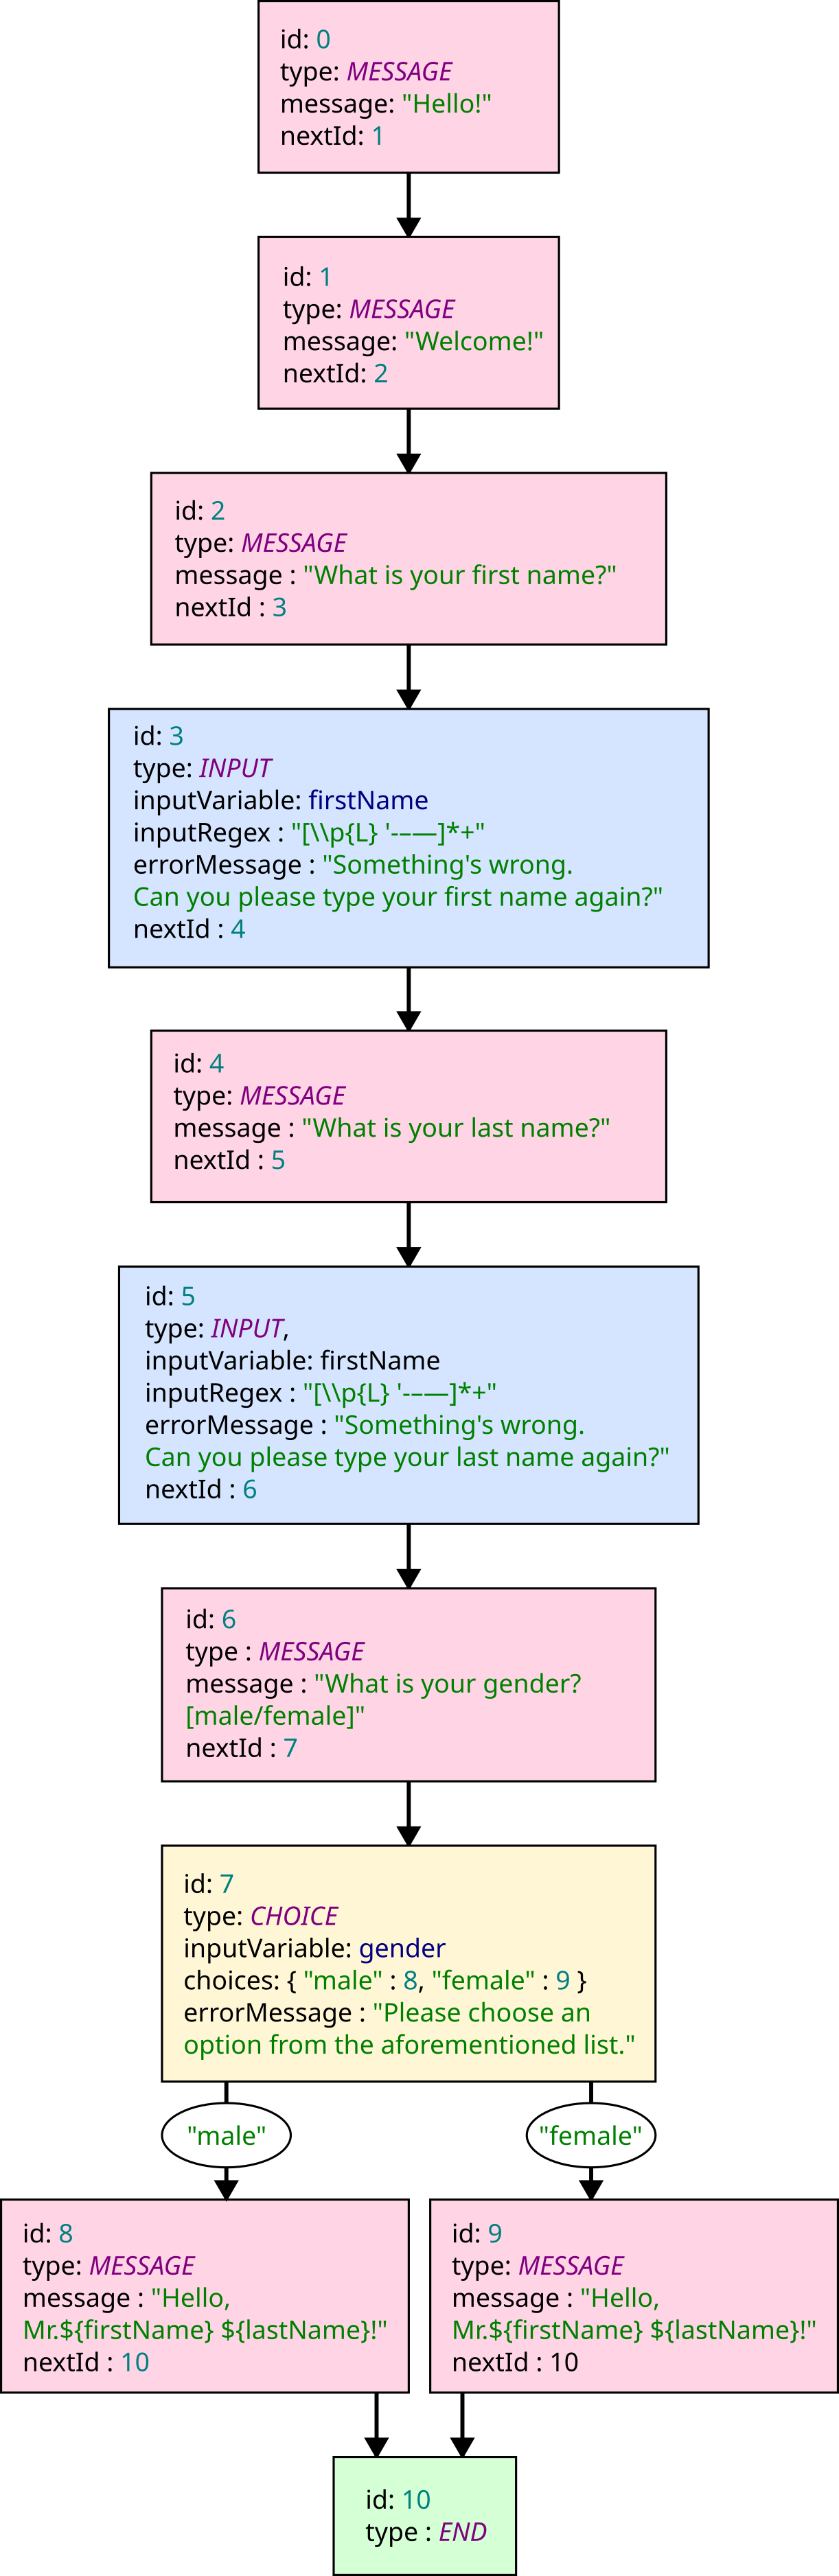 id: 0
type: MESSAGE
message: "Hello!"
nextId: 1
id: 1
type: MESSAGE
message: "Welcome!"
nextId: 2
id: 2
type: MESSAGE
message : "What is your first name?"
nextId : 3
id: 3
type: INPUT
inputVariable: firstName
inputRegex : "[\\p{L} '-–—]*+"
errorMessage : "Something's wrong.
Can you please type your first name again?"
nextId : 4
id: 4
type: MESSAGE
message : "What is your last name?"
nextId : 5
id: 5
type: INPUT,
inputVariable: firstName
inputRegex : "[\\p{L} '-–—]*+"
errorMessage : "Something's wrong.
Can you please type your last name again?"
nextId : 6
id: 6
type : MESSAGE
message : "What is your gender?
[male/female]"
nextId : 7
id: 7
type: CHOICE
inputVariable: gender
choices: { "male" : 8, "female" : 9 }
errorMessage : "Please choose an
option from the aforementioned list."
"male"
"female"
id: 8
type: MESSAGE
message : "Hello,
Mr.${firstName} ${lastName}!"
nextId : 10
id: 9
type: MESSAGE
message : "Hello,
Mr.${firstName} ${lastName}!"
nextId : 10
id: 10
type : END